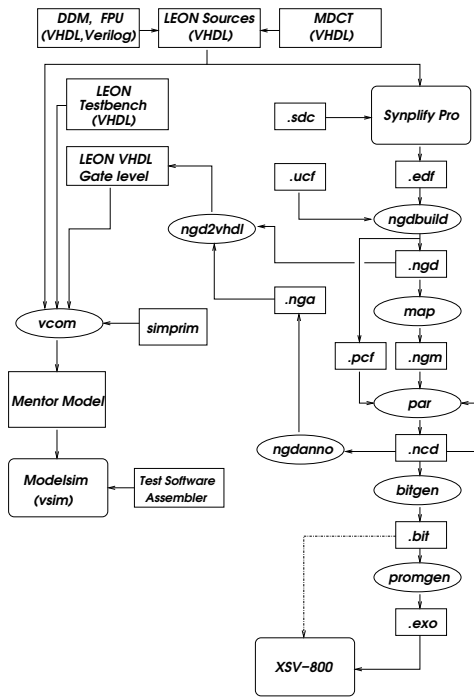 DDM, FPU
(VHDL,Verilog)
LEON Sources
(VHDL)
MDCT
(VHDL)
LEON
Testbench
(VHDL)
.sdc
Synplify Pro
LEON VHDL
Gate level
.ucf
.edf
ngd2vhdl
ngdbuild
.ngd
.nga
map
vcom
simprim
.pcf
.ngm
Mentor Model
par
ngdanno
.ncd
Modelsim
(vsim)
Test Software
Assembler
bitgen
.bit
promgen
.exo
XSV-800